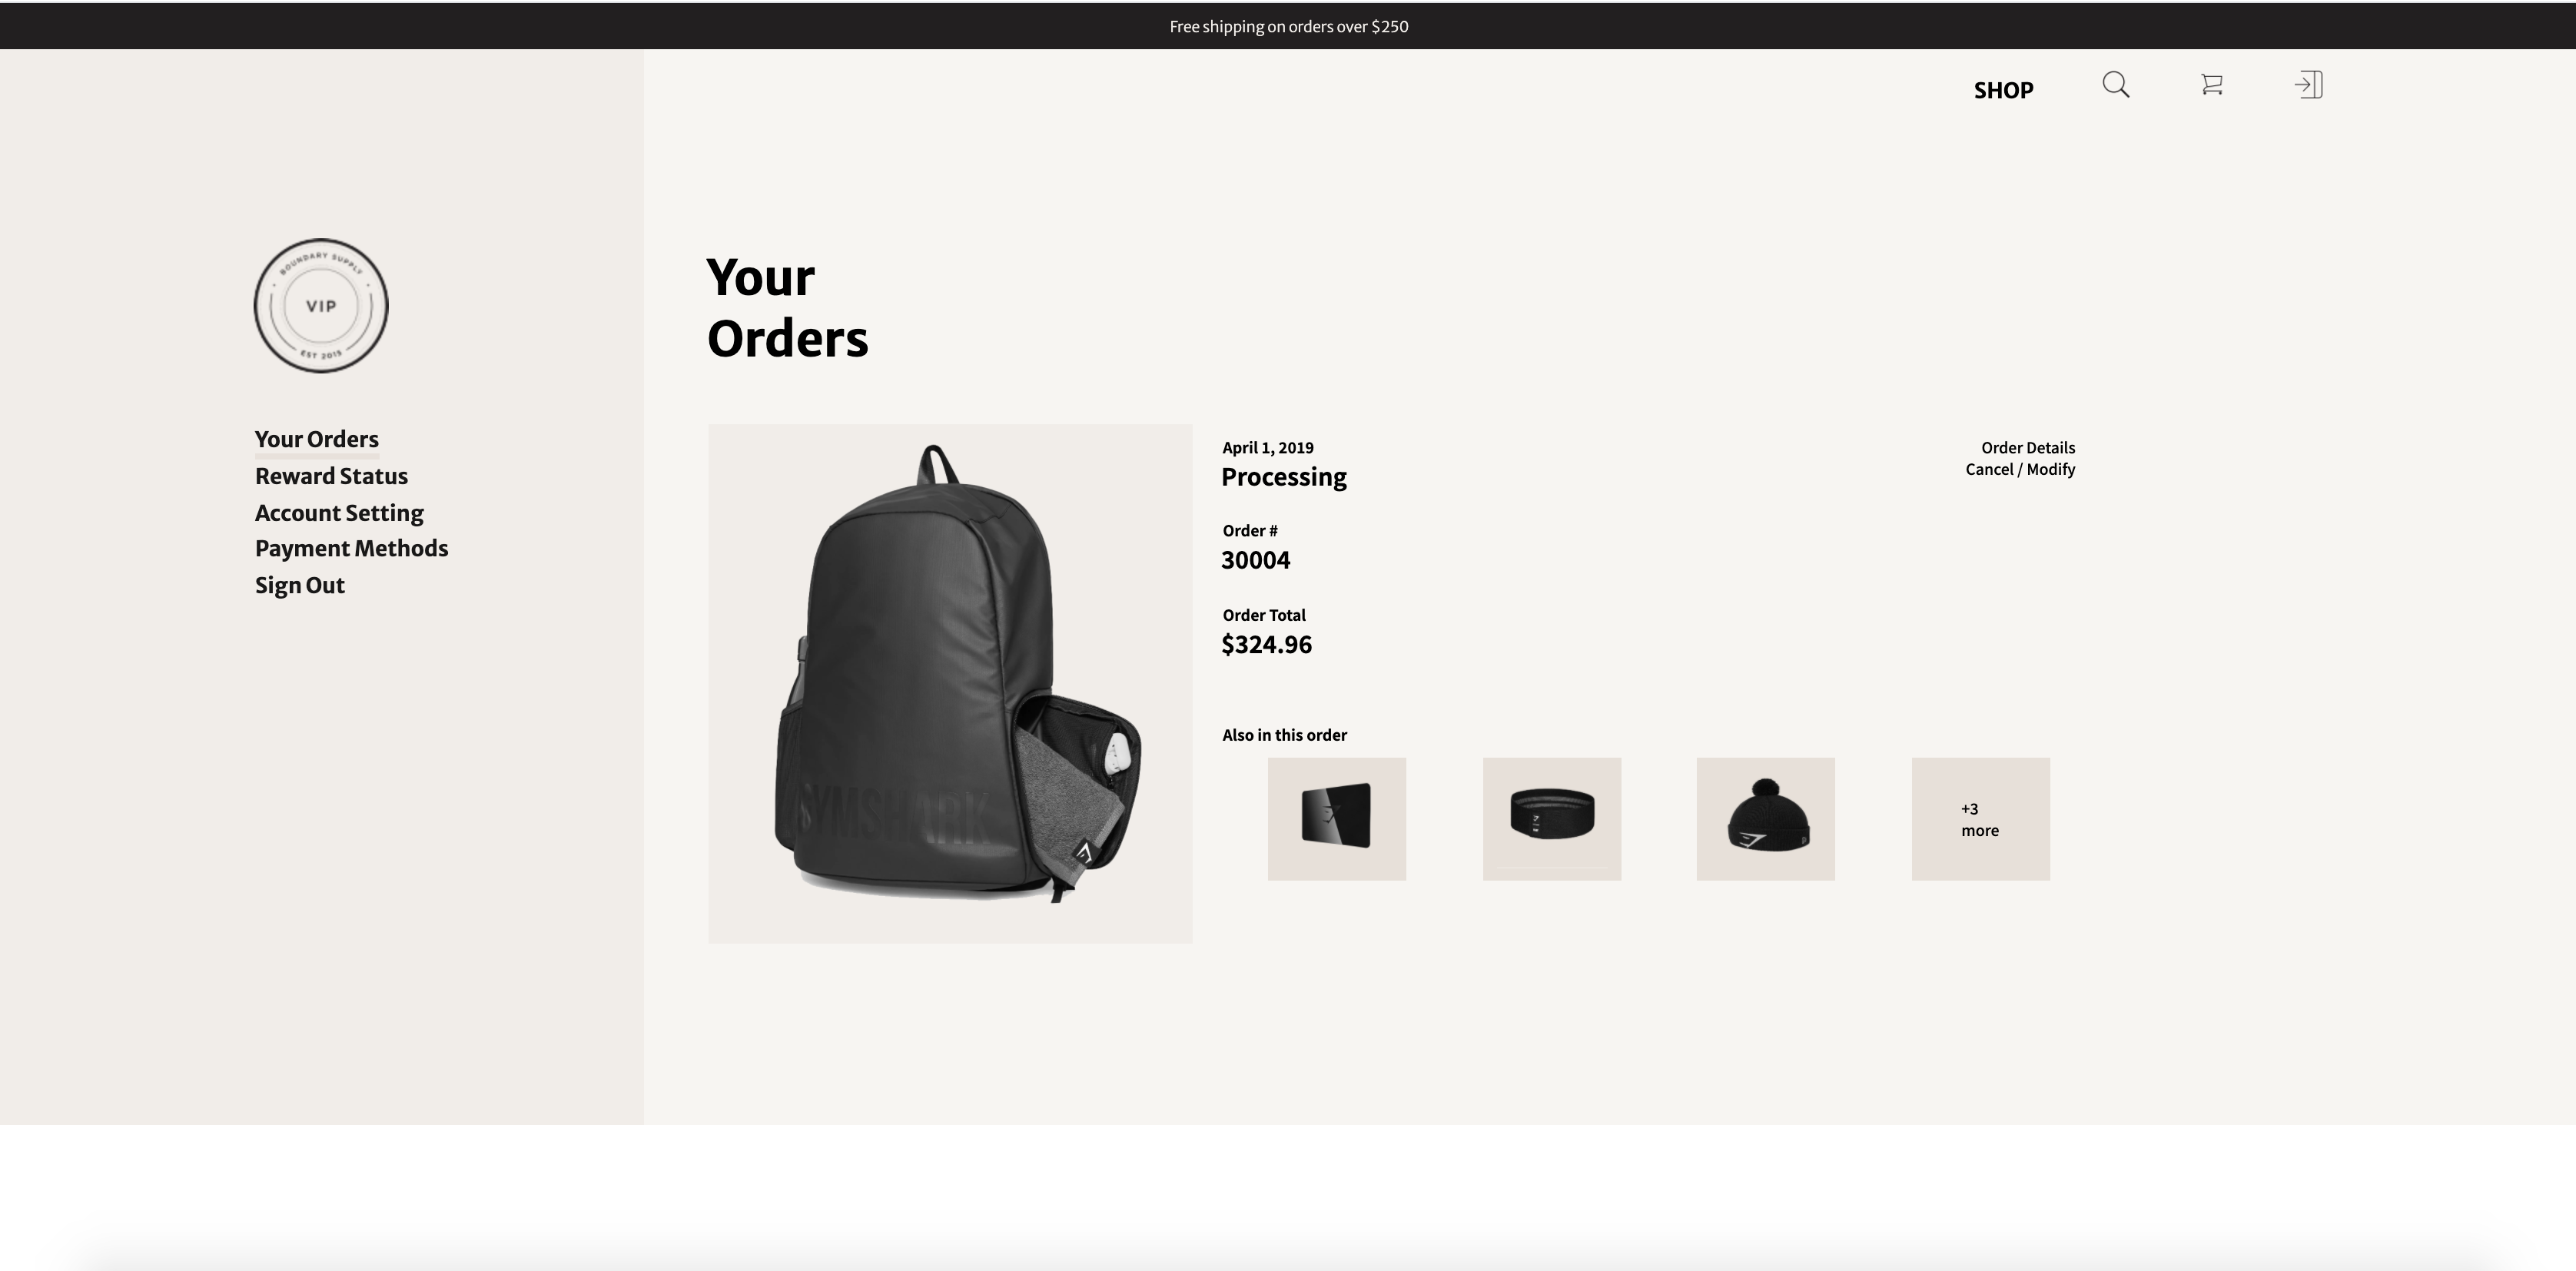 Free shipping on orders over $250
SHOP
BOUNDARY SUPPLY
VIP
EST 2015
Your Orders
Reward Status
Account Setting
Payment Methods
Sign Out
Your
Orders
GYMSHARK
April 1, 2019
Processing
Order #
30004
Order Total
$324.96
Order Details
Cancel / Modify
Also in this order
+3
more